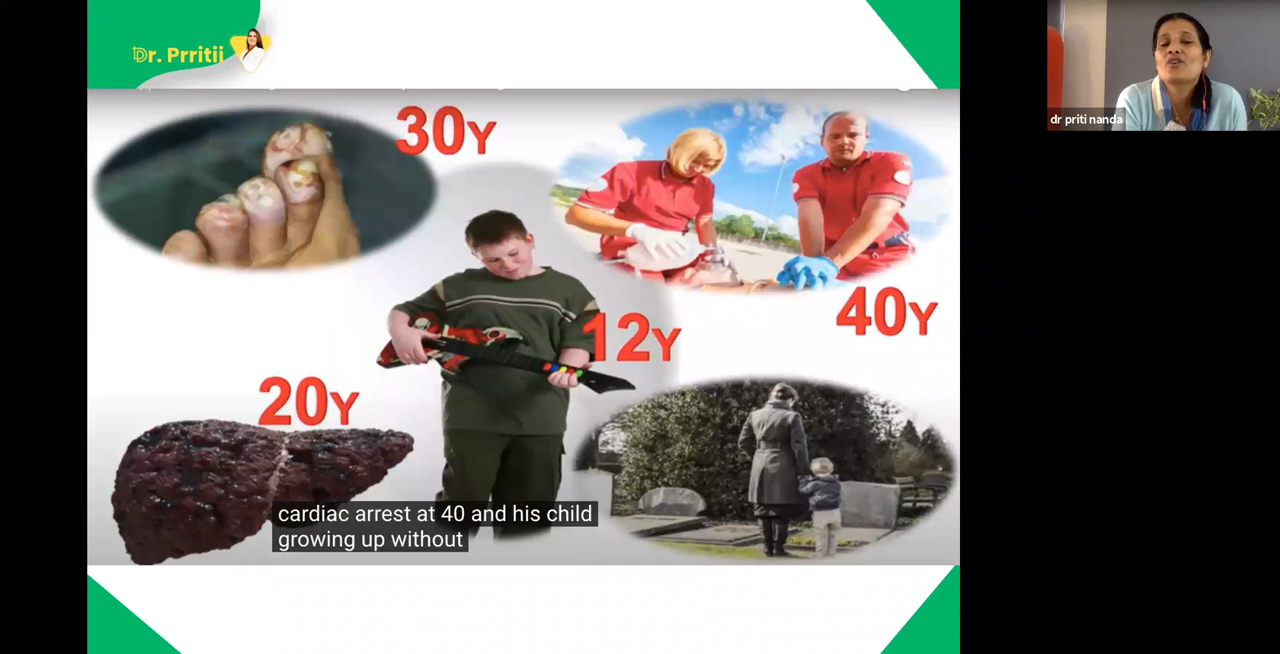 Dr. Prritii
dr priti nanda
30Y
12Y
40Y
20Y
cardiac arrest at 40 and his child
growing up without